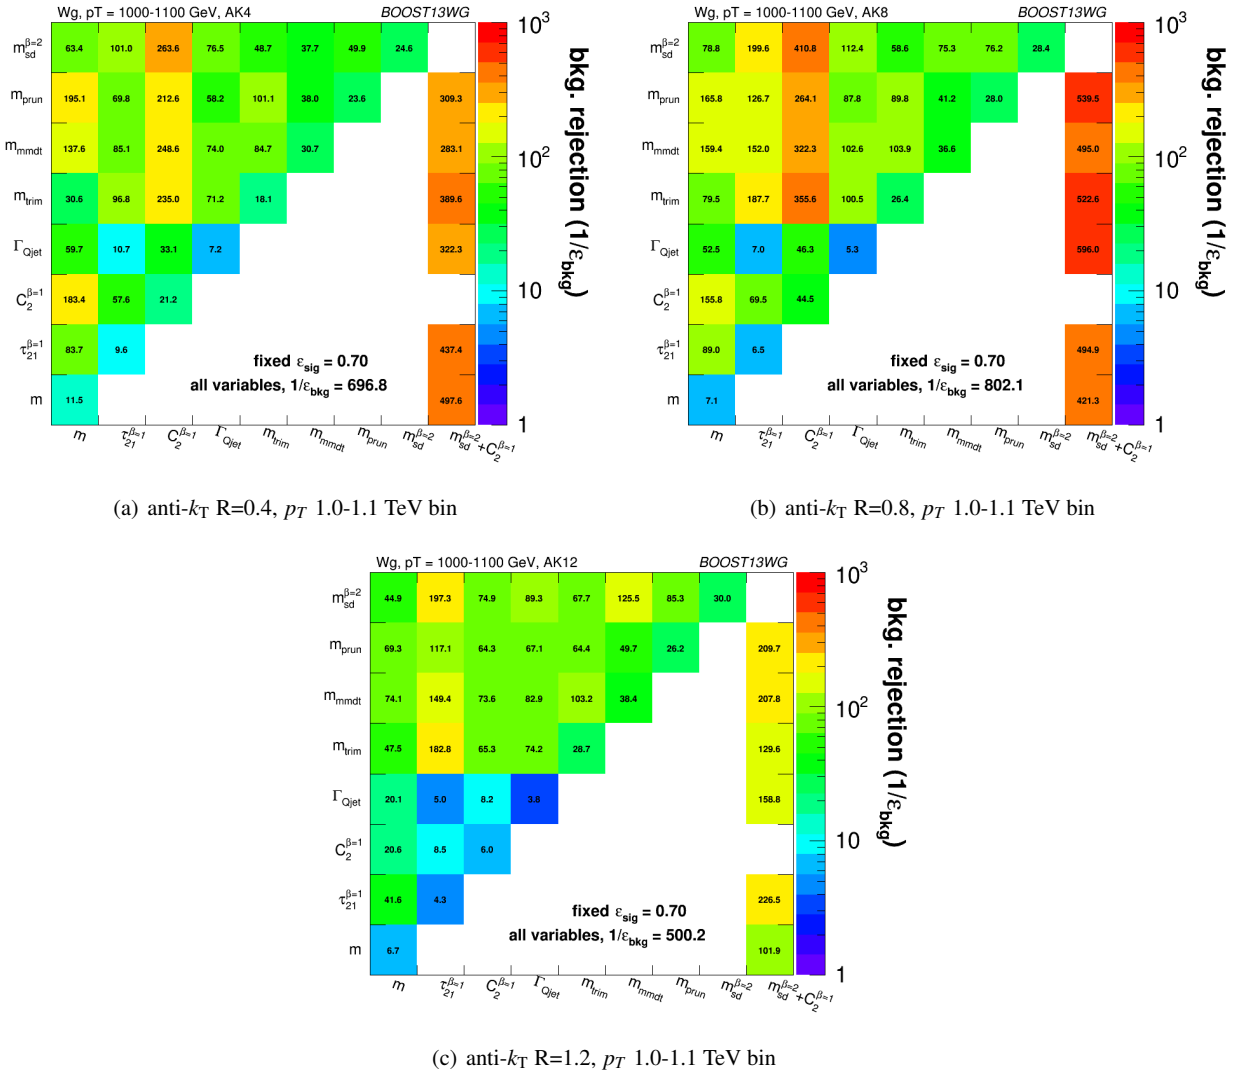 Wg, pT = 1000-1100 GeV, AK4 BOOST13WG
m_sd^β=2 63.4 101.0 263.6 76.5 48.7 37.7 49.9 24.6
m_prun 195.1 69.8 212.6 58.2 101.1 38.0 23.6 309.3
m_mmdt 137.6 85.1 248.6 74.0 84.7 30.7 283.1
m_trim 30.6 96.8 235.0 71.2 18.1 389.6
Γ_Qjet 59.7 10.7 33.1 7.2 322.3
C_2^β=1 183.4 57.6 21.2
τ_21^β=1 83.7 9.6 437.4
m 11.5 497.6
fixed ε_sig = 0.70
all variables, 1/ε_bkg = 696.8
m τ_21^β=1 C_2^β=1 Γ_Qjet m_trim m_mmdt m_prun m_sd^β=2 m_sd^β=2+C_2^β=1
10^3
10^2
10
1
bkg. rejection (1/ε_bkg)
(a) anti-k_T R=0.4, p_T 1.0-1.1 TeV bin
Wg, pT = 1000-1100 GeV, AK8 BOOST13WG
m_sd^β=2 78.8 199.6 410.8 112.4 58.6 75.3 76.2 28.4
m_prun 165.8 126.7 264.1 87.8 89.8 41.2 28.0 539.5
m_mmdt 159.4 152.0 322.3 102.6 103.9 36.6 495.0
m_trim 79.5 187.7 355.6 100.5 26.4 522.6
Γ_Qjet 52.5 7.0 46.3 5.3 596.0
C_2^β=1 155.8 69.5 44.5
τ_21^β=1 89.0 6.5 494.9
m 7.1 421.3
fixed ε_sig = 0.70
all variables, 1/ε_bkg = 802.1
m τ_21^β=1 C_2^β=1 Γ_Qjet m_trim m_mmdt m_prun m_sd^β=2 m_sd^β=2+C_2^β=1
10^3
10^2
10
1
bkg. rejection (1/ε_bkg)
(b) anti-k_T R=0.8, p_T 1.0-1.1 TeV bin
Wg, pT = 1000-1100 GeV, AK12 BOOST13WG
m_sd^β=2 44.9 197.3 74.9 89.3 67.7 125.5 85.3 30.0
m_prun 69.3 117.1 64.3 67.1 64.4 49.7 26.2 209.7
m_mmdt 74.1 149.4 73.6 82.9 103.2 38.4 207.8
m_trim 47.5 182.8 65.3 74.2 28.7 129.6
Γ_Qjet 20.1 5.0 8.2 3.8 158.8
C_2^β=1 20.6 8.5 6.0
τ_21^β=1 41.6 4.3 226.5
m 6.7 101.9
fixed ε_sig = 0.70
all variables, 1/ε_bkg = 500.2
m τ_21^β=1 C_2^β=1 Γ_Qjet m_trim m_mmdt m_prun m_sd^β=2 m_sd^β=2+C_2^β=1
10^3
10^2
10
1
bkg. rejection (1/ε_bkg)
(c) anti-k_T R=1.2, p_T 1.0-1.1 TeV bin